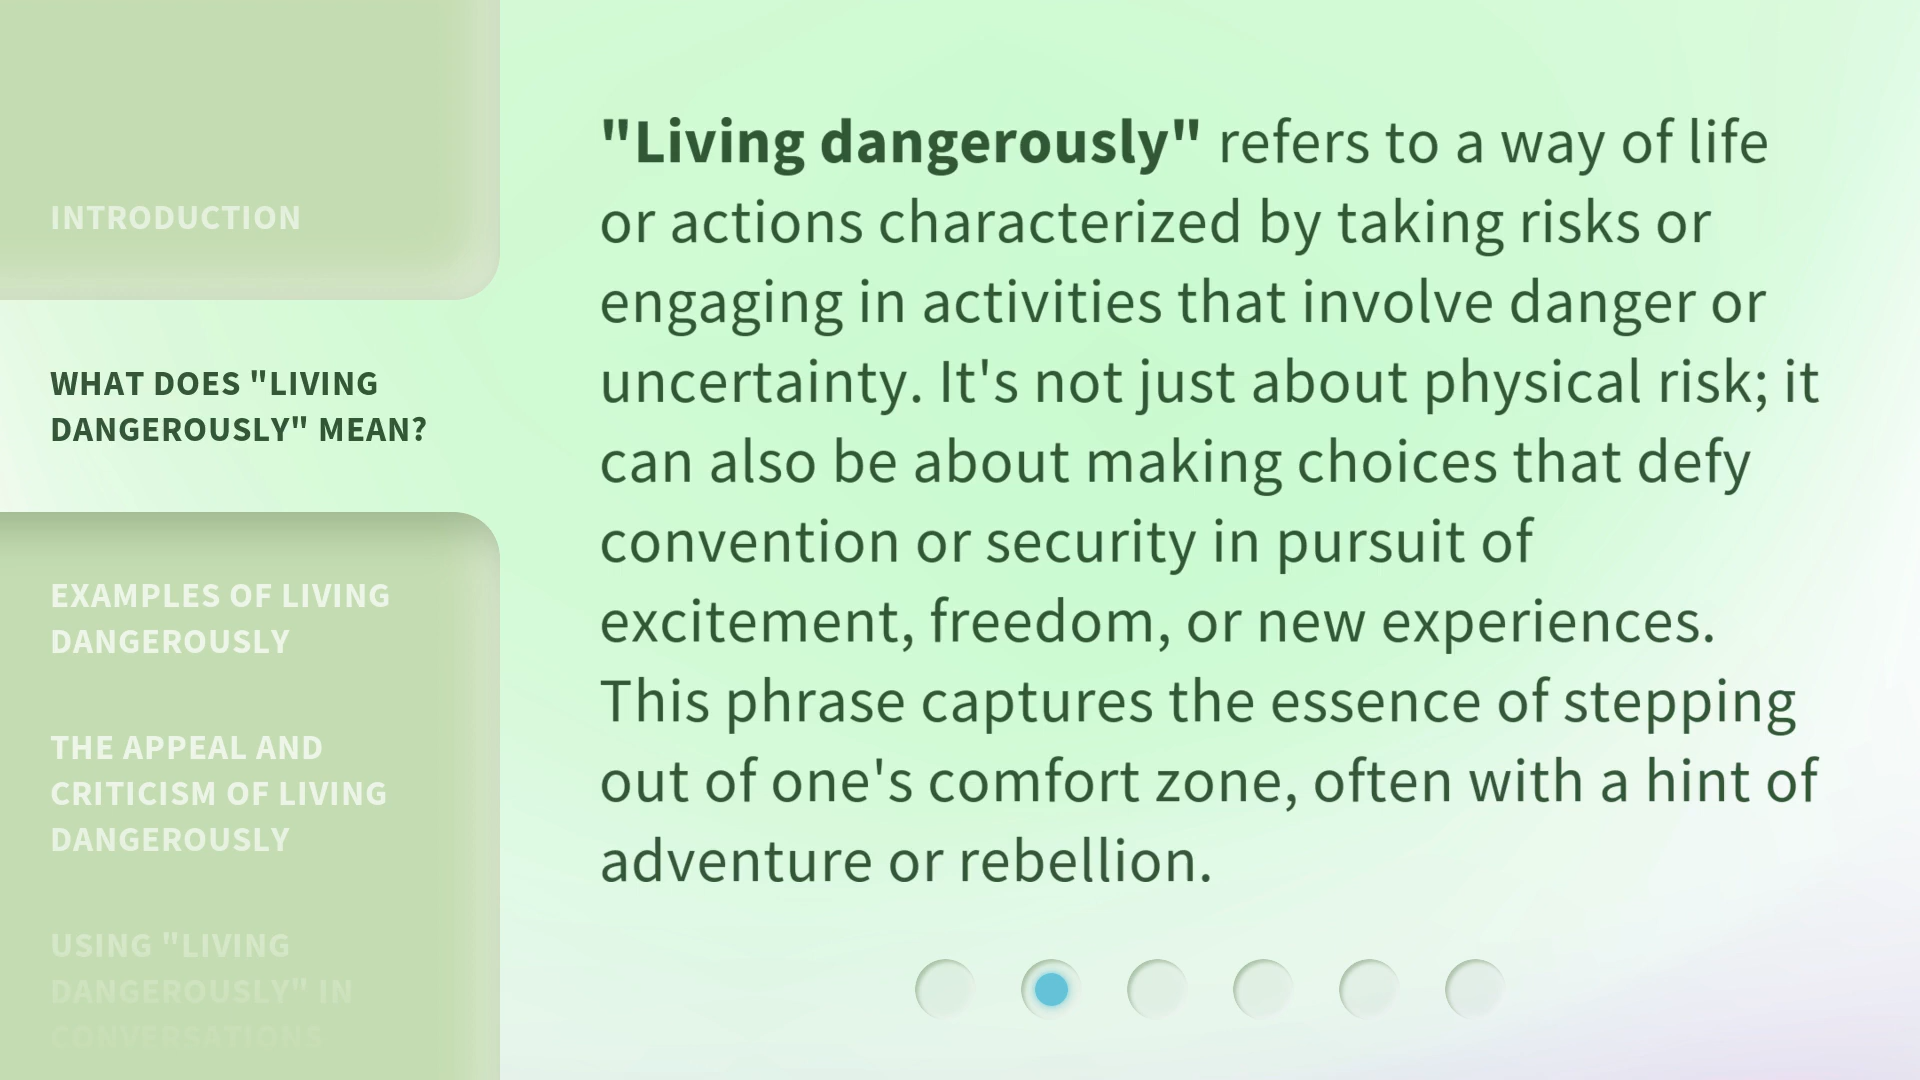 INTRODUCTION
WHAT DOES "LIVING
DANGEROUSLY" MEAN?
EXAMPLES OF LIVING
DANGEROUSLY
THE APPEAL AND
CRITICISM OF LIVING
DANGEROUSLY
USING "LIVING
DANGEROUSLY" IN
CONVERSATIONS
"Living dangerously" refers to a way of life
or actions characterized by taking risks or
engaging in activities that involve danger or
uncertainty. It's not just about physical risk; it
can also be about making choices that defy
convention or security in pursuit of
excitement, freedom, or new experiences.
This phrase captures the essence of stepping
out of one's comfort zone, often with a hint of
adventure or rebellion.